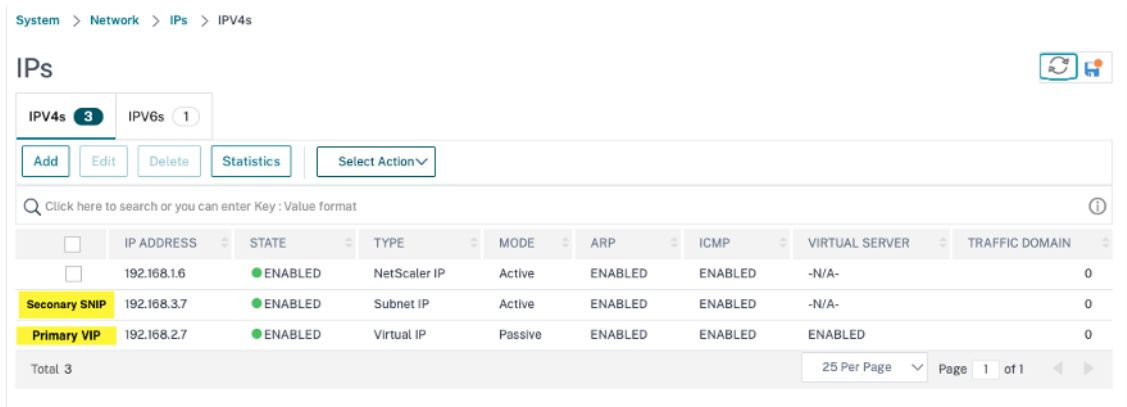 System > Network > IPs > IPV4s
IPs
IPV4s 3 IPV6s 1
Add Edit Delete Statistics Select Action
Click here to search or you can enter Key : Value format
IP ADDRESS STATE TYPE MODE ARP ICMP VIRTUAL SERVER TRAFFIC DOMAIN
192.168.1.6 ENABLED NetScaler IP Active ENABLED ENABLED -N/A- 0
Seconary SNIP 192.168.3.7 ENABLED Subnet IP Active ENABLED ENABLED -N/A- 0
Primary VIP 192.168.2.7 ENABLED Virtual IP Passive ENABLED ENABLED ENABLED 0
Total 3 25 Per Page Page 1 of 1